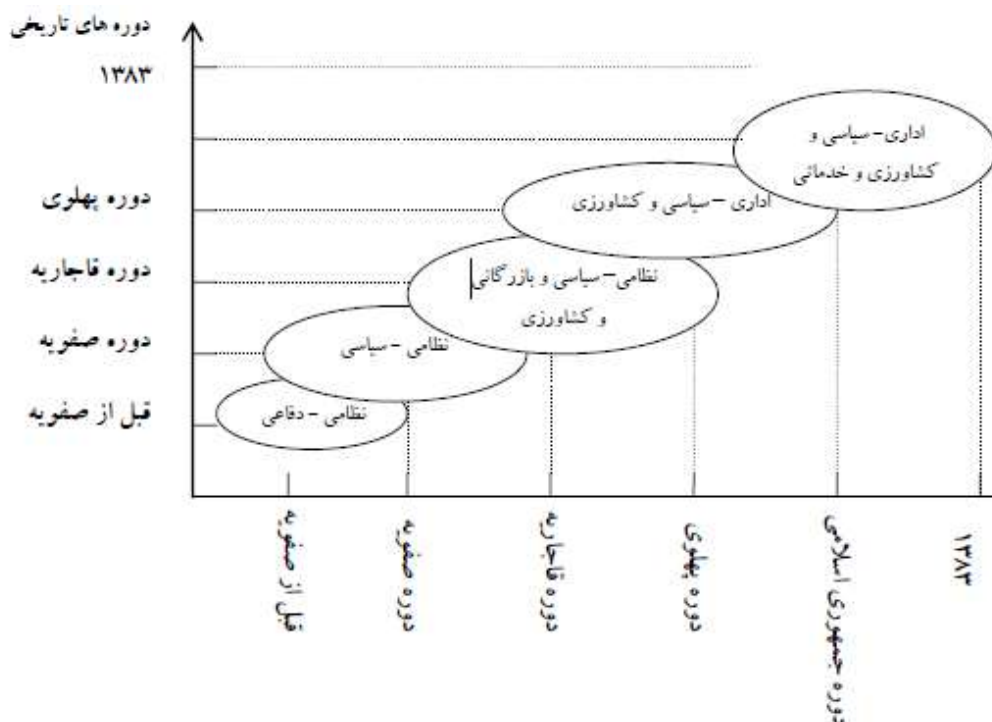 دوره های تاریخی
۱۳۸۳
دوره پهلوی
دوره قاجاریه
دوره صفویه
قبل از صفویه
اداری-سیاسی و
کشاورزی و خدماتی
اداری -سیاسی و کشاورزی
نظامی-سیاسی و بازرگانی
و کشاورزی
نظامی -سیاسی
نظامی -دفاعی
قبل از صفویه
دوره صفویه
دوره قاجاریه
دوره پهلوی
دوره جمهوری اسلامی
۱۳۸۳